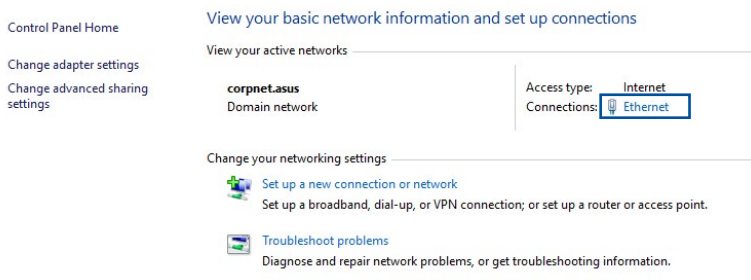 Control Panel Home
Change adapter settings
Change advanced sharing
settings
View your basic network information and set up connections
View your active networks
corpnet.asus
Domain network
Access type: Internet
Connections: Ethernet
Change your networking settings
Set up a new connection or network
Set up a broadband, dial-up, or VPN connection; or set up a router or access point.
Troubleshoot problems
Diagnose and repair network problems, or get troubleshooting information.